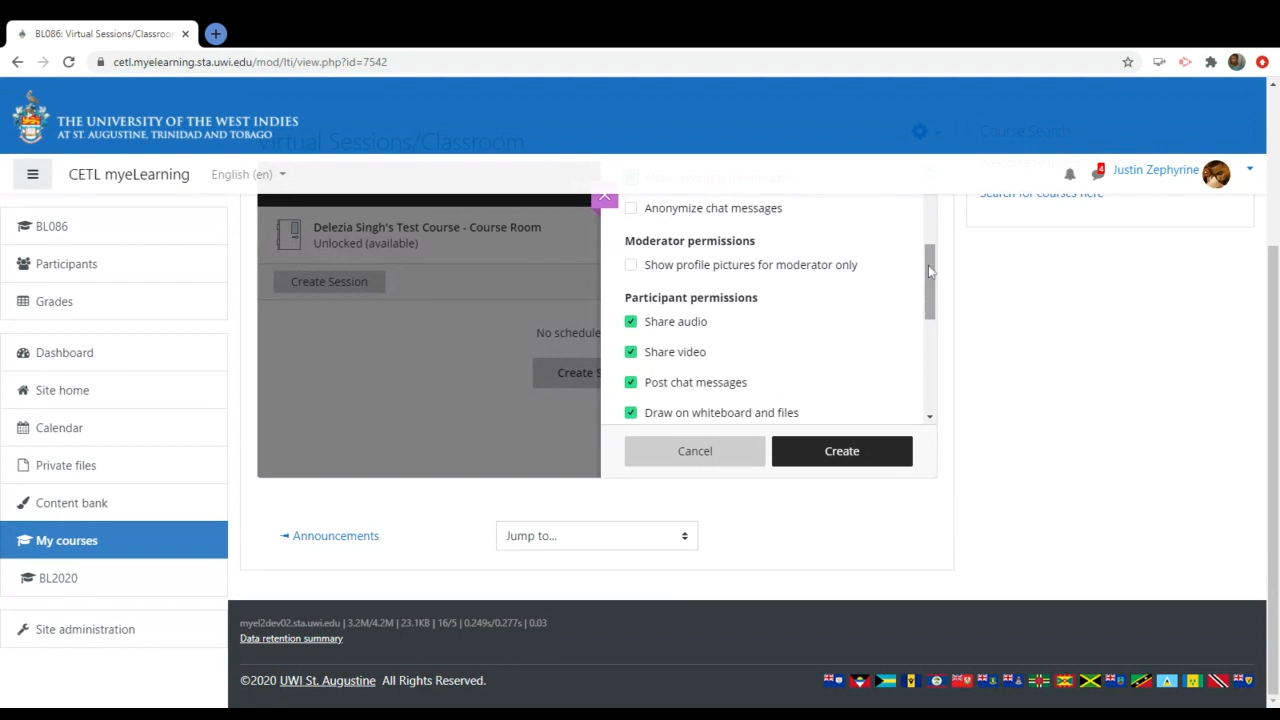 BL086: Virtual Sessions/Classroo
cetl.myelearning.sta.uwi.edu/mod/lti/view.php?id=7542
THE UNIVERSITY OF THE WEST INDIES
AT ST. AUGUSTINE, TRINIDAD AND TOBAGO
Virtual Sessions/Classroom
Course Search
CETL myeLearning
English (en)
4
Justin Zephyrine
Search for courses here
BL086
Participants
Grades
Dashboard
Site home
Calendar
Private files
Content bank
My courses
BL2020
Site administration
Delezia Singh's Test Course - Course Room
Unlocked (available)
Create Session
No schedule
Create S
Anonymize chat messages
Moderator permissions
Show profile pictures for moderator only
Participant permissions
Share audio
Share video
Post chat messages
Draw on whiteboard and files
Cancel
Create
Announcements
Jump to...
myel2dev02.sta.uwi.edu | 3.2M/4.2M | 23.1KB | 16/5 | 0.249s/0.277s | 0.03
Data retention summary
©2020 UWI St. Augustine All Rights Reserved.